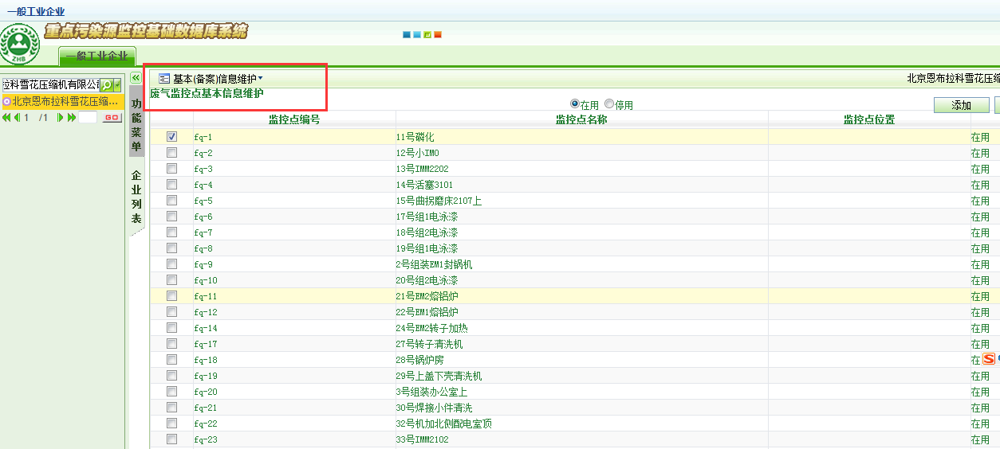 一般工业企业
重点污染源监控基础数据库系统
ZHB
一般工业企业
拉科雪花压缩机有限公司
基本(备案)信息维护
北京恩布拉科雪花压缩
北京恩布拉科雪花压缩...
废气监控点基本信息维护
功能菜单
企业列表
在用 停用
添加
1 /1 GO
监控点编号 监控点名称 监控点位置
fq-1 11号磷化 在用
fq-2 12号小IMO 在用
fq-3 13号IMM2202 在用
fq-4 14号活塞3101 在用
fq-5 15号曲拐磨床2107上 在用
fq-6 17号组1电泳漆 在用
fq-7 18号组2电泳漆 在用
fq-8 19号组1电泳漆 在用
fq-9 2号组装EM1封锅机 在用
fq-10 20号组2电泳漆 在用
fq-11 21号EM2熔铝炉 在用
fq-12 22号EM1熔铝炉 在用
fq-14 24号EM2转子加热 在用
fq-17 27号转子清洗机 在用
fq-18 28号锅炉房 在
fq-19 29号上盖下壳清洗机 在用
fq-20 3号组装办公室上 在用
fq-21 30号焊接小件清洗 在用
fq-22 32号机加北侧配电室顶 在用
fq-23 33号IMM2102 在用